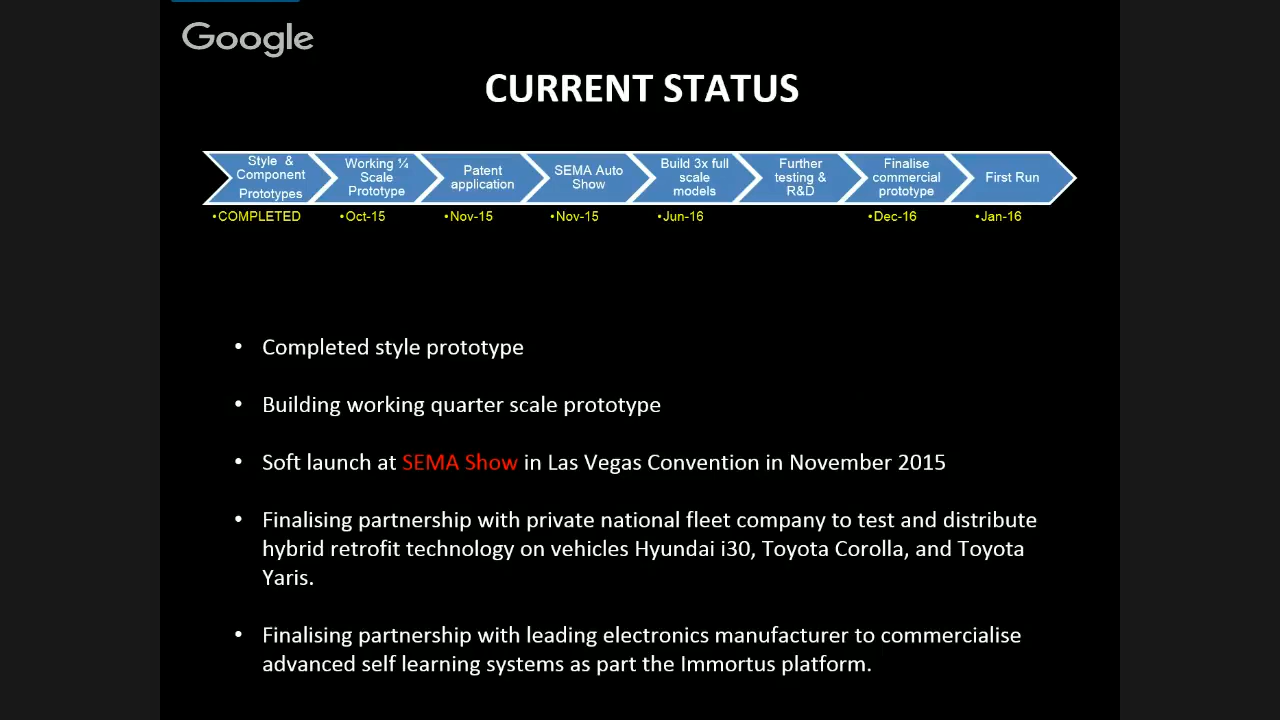 Google
CURRENT STATUS
Style &
Component
Prototypes
Working ¼
Scale
Prototype
Patent
application
SEMA Auto
Show
Build 3x full
scale
models
Further
testing &
R&D
Finalise
commercial
prototype
First Run
•COMPLETED
•Oct-15
•Nov-15
•Nov-15
•Jun-16
•Dec-16
•Jan-16
• Completed style prototype
• Building working quarter scale prototype
• Soft launch at SEMA Show in Las Vegas Convention in November 2015
• Finalising partnership with private national fleet company to test and distribute
hybrid retrofit technology on vehicles Hyundai i30, Toyota Corolla, and Toyota
Yaris.
• Finalising partnership with leading electronics manufacturer to commercialise
advanced self learning systems as part the Immortus platform.